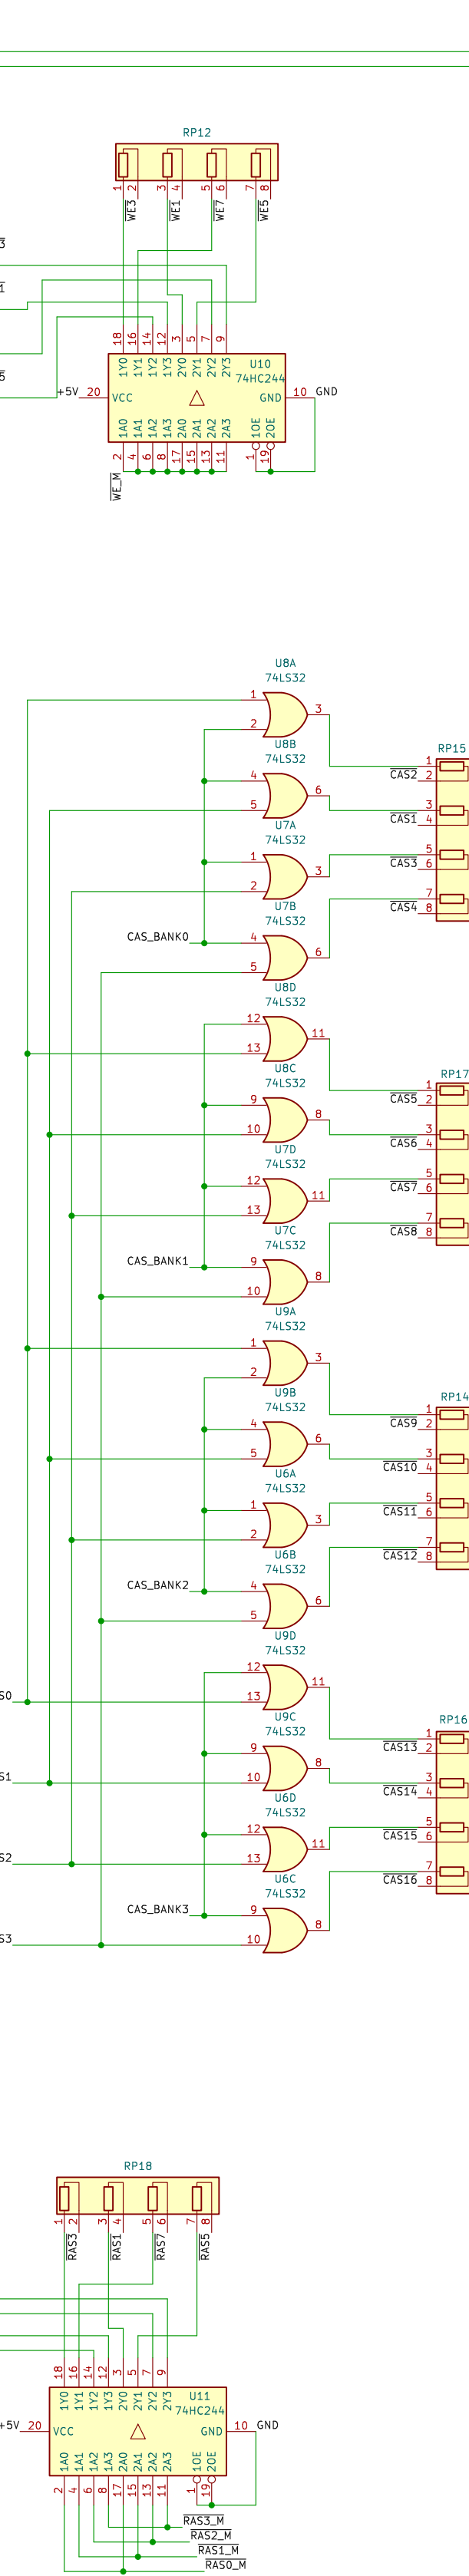 RP12
1 2 3 4 5 6 7 8
WE3 WE1 WE7 WE5
3
1
5
18 16 14 12 3 5 7 9
1Y0 1Y1 1Y2 1Y3 2Y0 2Y1 2Y2 2Y3
U10
74HC244
+5V 20 VCC GND 10 GND
1A0 1A1 1A2 1A3 2A0 2A1 2A2 2A3 1OE 2OE
2 4 6 8 17 15 13 11 1 19
WE_M
U8A
74LS32
1 3
2
U8B
74LS32
4 6
5
U7A
74LS32
1 3
2
U7B
74LS32
CAS_BANK0 4 6
5
RP15
1
CAS2 2
3
CAS1 4
5
CAS3 6
7
CAS4 8
U8D
74LS32
12 11
13
U8C
74LS32
9 8
10
U7D
74LS32
12 11
13
U7C
74LS32
CAS_BANK1 9 8
10
RP17
1
CAS5 2
3
CAS6 4
5
CAS7 6
7
CAS8 8
U9A
74LS32
1 3
2
U9B
74LS32
4 6
5
U6A
74LS32
1 3
2
U6B
74LS32
CAS_BANK2 4 6
5
RP14
1
CAS9 2
3
CAS10 4
5
CAS11 6
7
CAS12 8
U9D
74LS32
12 11
S0 13
U9C
74LS32
9 8
S1 10
U6D
74LS32
12 11
S2 13
U6C
74LS32
CAS_BANK3 9 8
S3 10
RP16
1
CAS13 2
3
CAS14 4
5
CAS15 6
7
CAS16 8
RP18
1 2 3 4 5 6 7 8
RAS3 RAS1 RAS7 RAS5
18 16 14 12 3 5 7 9
1Y0 1Y1 1Y2 1Y3 2Y0 2Y1 2Y2 2Y3
U11
74HC244
+5V 20 VCC GND 10 GND
1A0 1A1 1A2 1A3 2A0 2A1 2A2 2A3 1OE 2OE
2 4 6 8 17 15 13 11 1 19
RAS3_M
RAS2_M
RAS1_M
RAS0_M